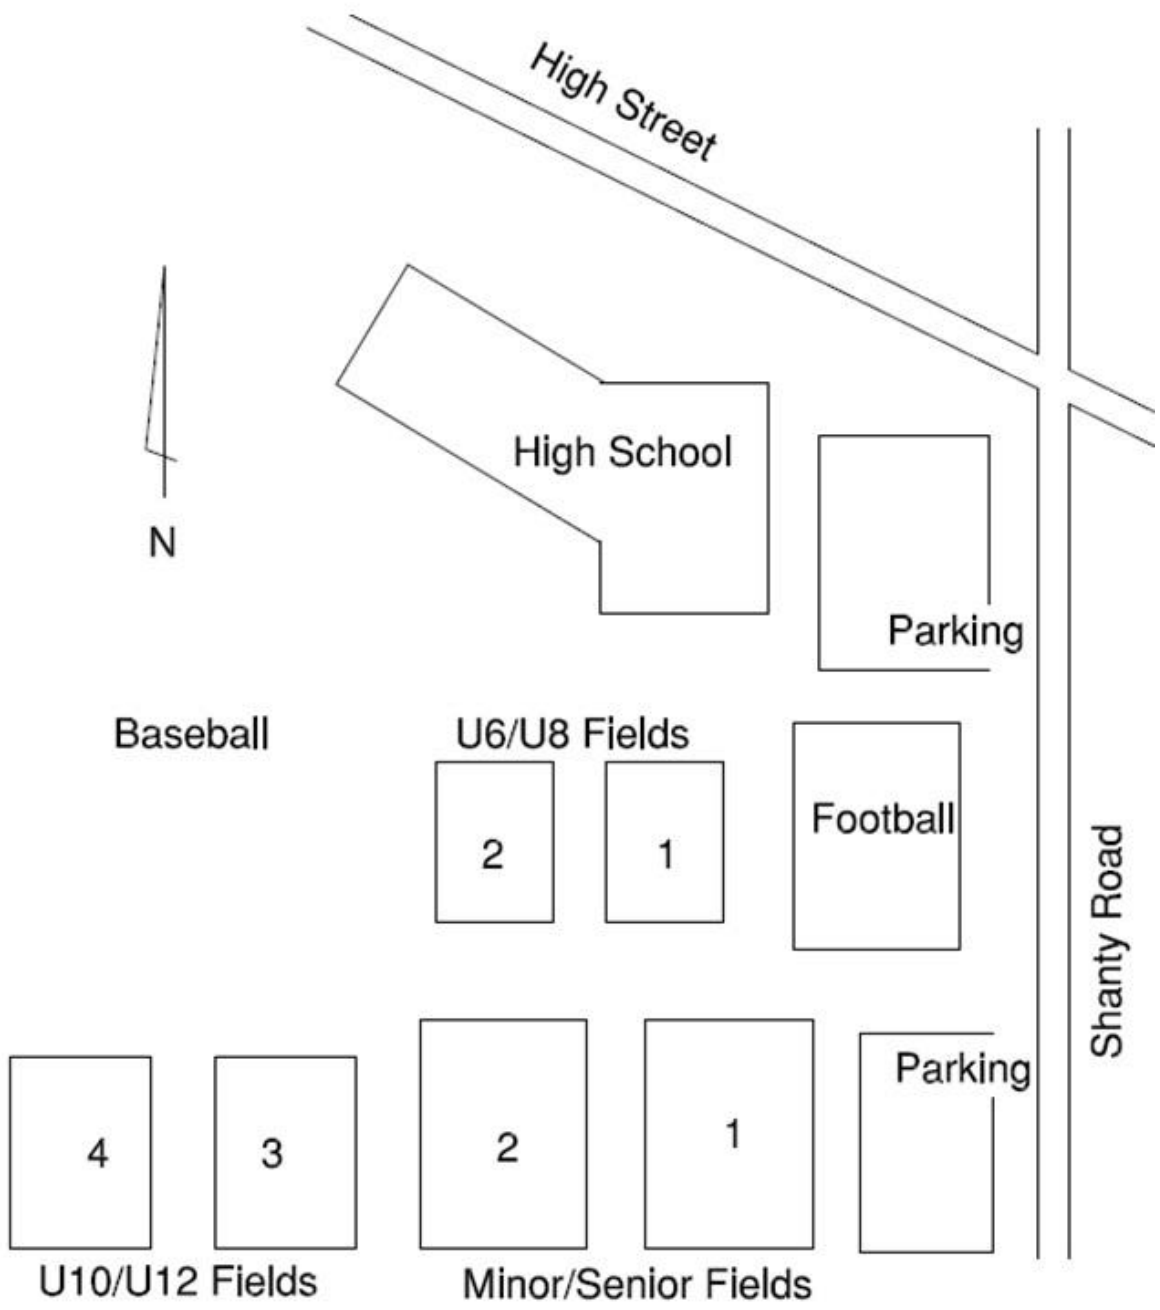 High Street
High School
N
Parking
Baseball
U6/U8 Fields
Football
2
1
Shanty Road
Parking
4
3
2
1
U10/U12 Fields
Minor/Senior Fields